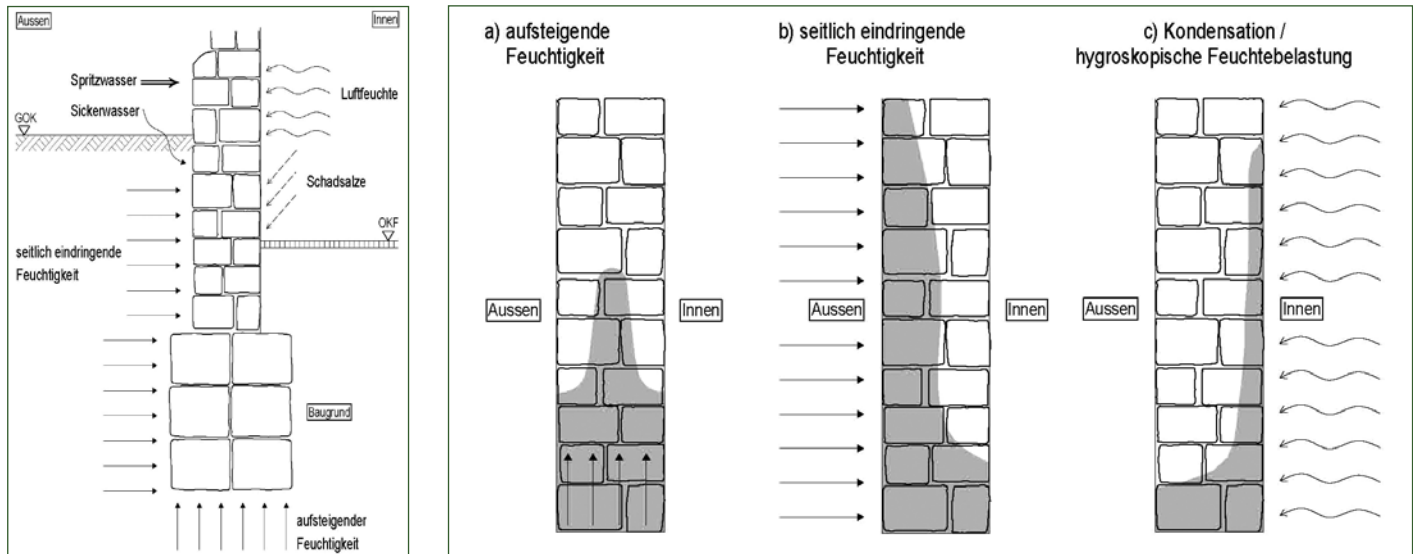 Aussen
Innen
Spritzwasser
Sickerwasser
Luftfeuchte
GOK
Schadsalze
OKF
seitlich eindringende
Feuchtigkeit
Baugrund
aufsteigender
Feuchtigkeit
a) aufsteigende
Feuchtigkeit
Aussen
Innen
b) seitlich eindringende
Feuchtigkeit
Aussen
Innen
c) Kondensation /
hygroskopische Feuchtebelastung
Aussen
Innen